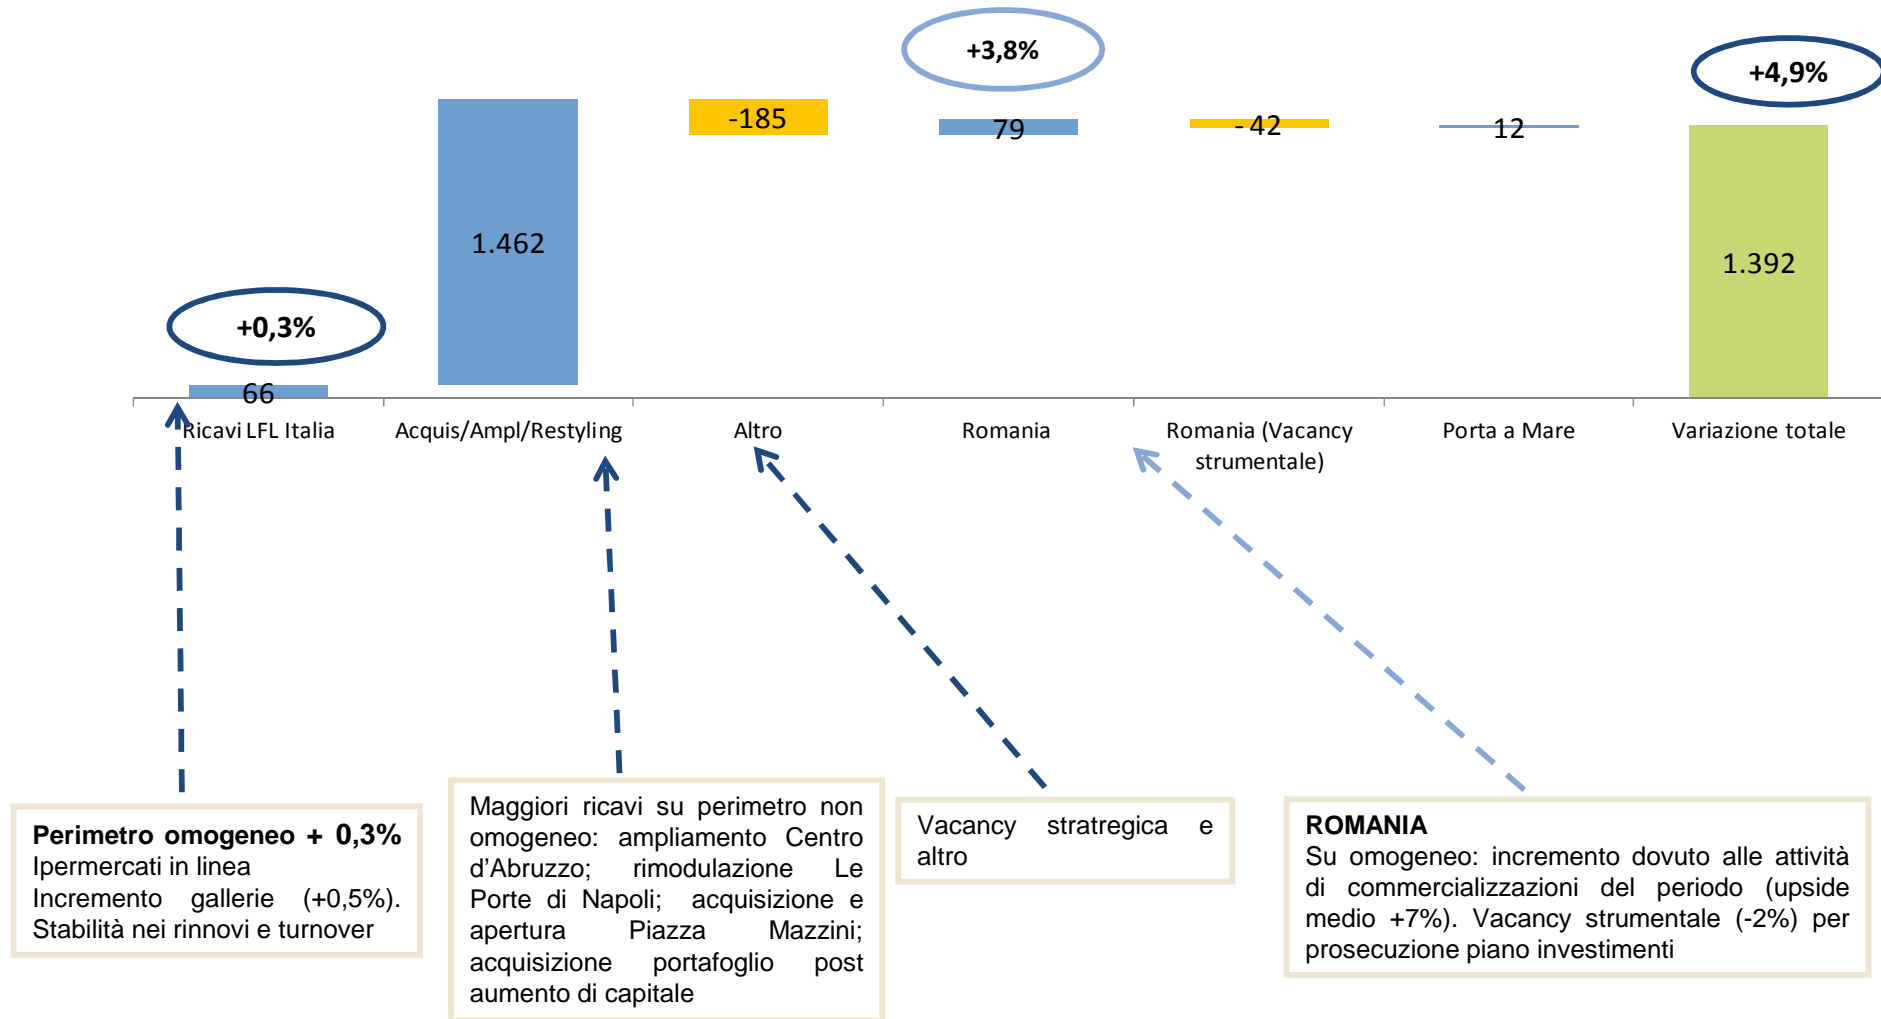 +3,8%
+4,9%
-185
79
- 42
12
1.462
1.392
+0,3%
66
Ricavi LFL Italia
Acquis/Ampl/Restyling
Altro
Romania
Romania (Vacancy
strumentale)
Porta a Mare
Variazione totale
Perimetro omogeneo + 0,3%
Ipermercati in linea
Incremento gallerie (+0,5%).
Stabilità nei rinnovi e turnover
Maggiori ricavi su perimetro non
omogeneo: ampliamento Centro
d'Abruzzo; rimodulazione Le
Porte di Napoli; acquisizione e
apertura Piazza Mazzini;
acquisizione portafoglio post
aumento di capitale
Vacancy stratregica e
altro
ROMANIA
Su omogeneo: incremento dovuto alle attività
di commercializzazioni del periodo (upside
medio +7%). Vacancy strumentale (-2%) per
prosecuzione piano investimenti